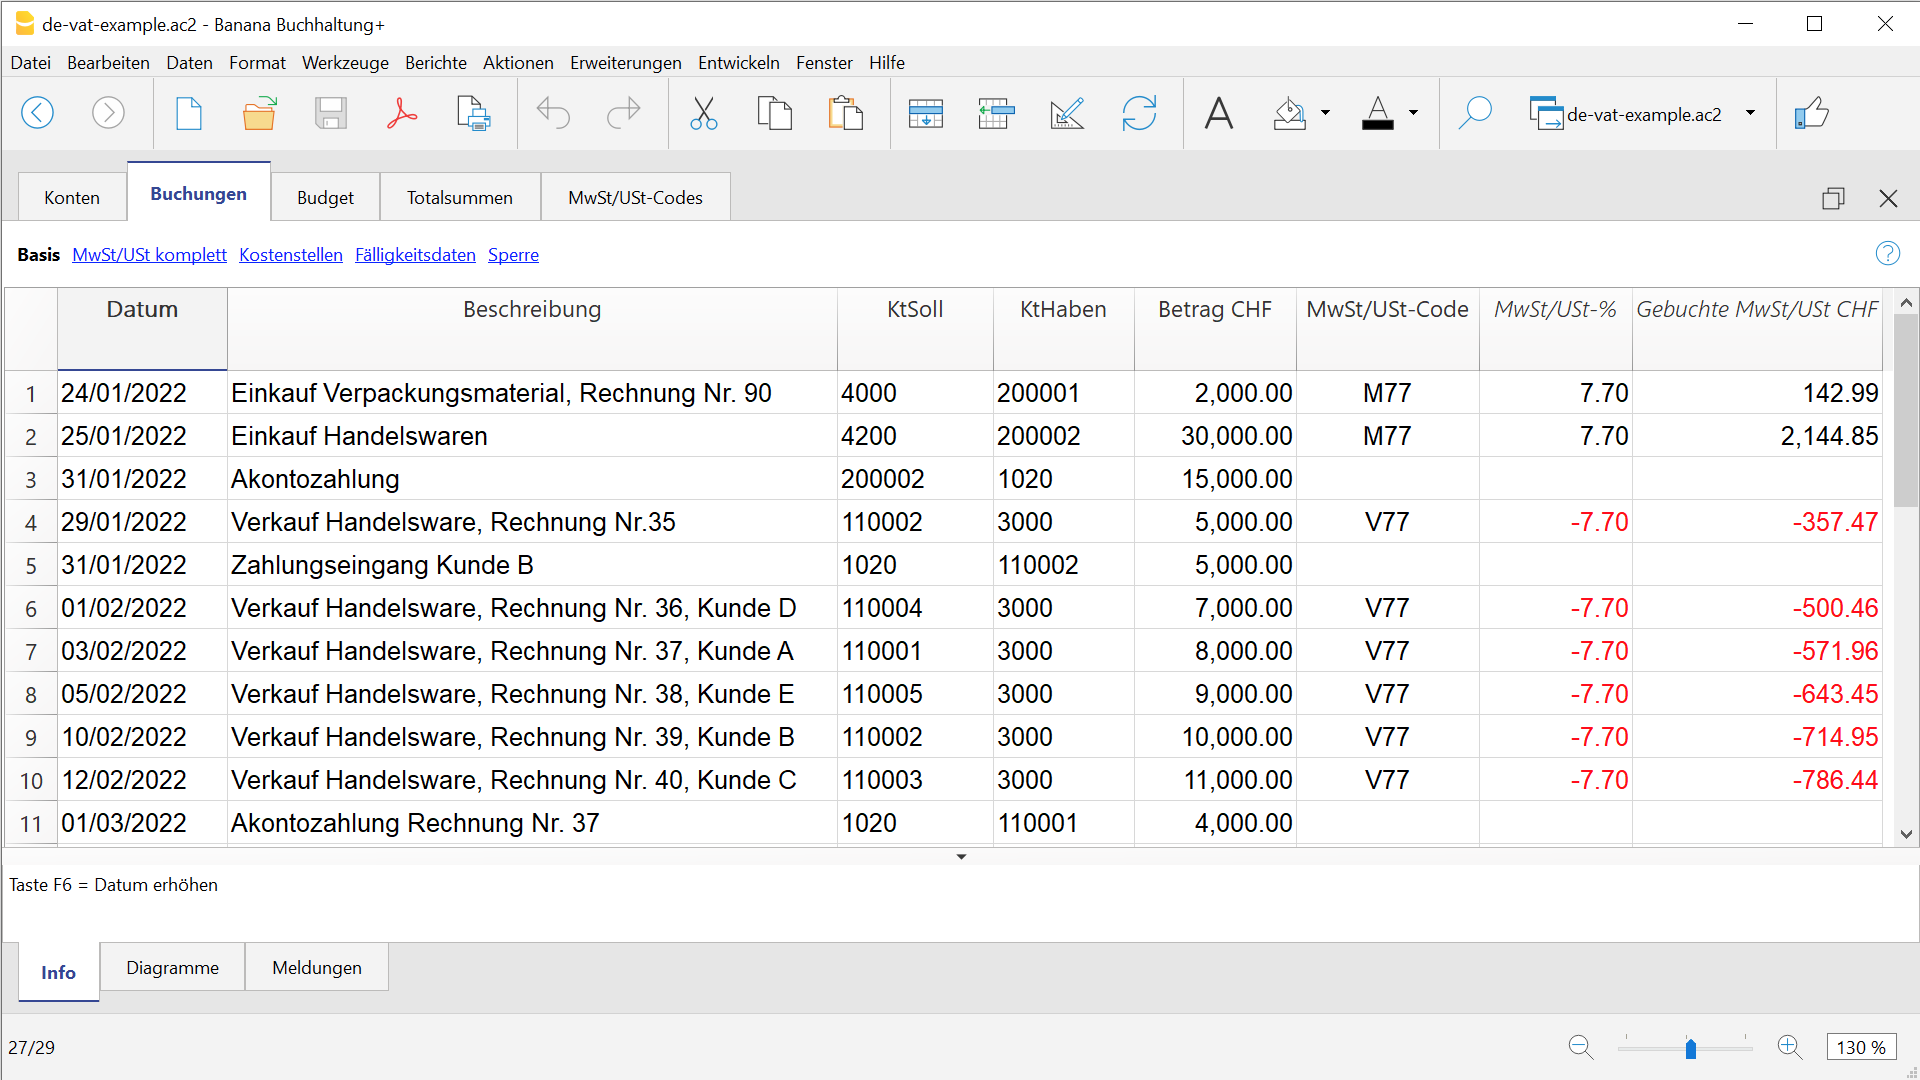 de-vat-example.ac2 - Banana Buchhaltung+
Datei Bearbeiten Daten Format Werkzeuge Berichte Aktionen Erweiterungen Entwickeln Fenster Hilfe
A A de-vat-example.ac2
Konten Buchungen Budget Totalsummen MwSt/USt-Codes
Basis MwSt/USt komplett Kostenstellen Fälligkeitsdaten Sperre ?
Datum Beschreibung KtSoll KtHaben Betrag CHF MwSt/USt-Code MwSt/USt-% Gebuchte MwSt/USt CHF
1 24/01/2022 Einkauf Verpackungsmaterial, Rechnung Nr. 90 4000 200001 2,000.00 M77 7.70 142.99
2 25/01/2022 Einkauf Handelswaren 4200 200002 30,000.00 M77 7.70 2,144.85
3 31/01/2022 Akontozahlung 200002 1020 15,000.00
4 29/01/2022 Verkauf Handelsware, Rechnung Nr.35 110002 3000 5,000.00 V77 -7.70 -357.47
5 31/01/2022 Zahlungseingang Kunde B 1020 110002 5,000.00
6 01/02/2022 Verkauf Handelsware, Rechnung Nr. 36, Kunde D 110004 3000 7,000.00 V77 -7.70 -500.46
7 03/02/2022 Verkauf Handelsware, Rechnung Nr. 37, Kunde A 110001 3000 8,000.00 V77 -7.70 -571.96
8 05/02/2022 Verkauf Handelsware, Rechnung Nr. 38, Kunde E 110005 3000 9,000.00 V77 -7.70 -643.45
9 10/02/2022 Verkauf Handelsware, Rechnung Nr. 39, Kunde B 110002 3000 10,000.00 V77 -7.70 -714.95
10 12/02/2022 Verkauf Handelsware, Rechnung Nr. 40, Kunde C 110003 3000 11,000.00 V77 -7.70 -786.44
11 01/03/2022 Akontozahlung Rechnung Nr. 37 1020 110001 4,000.00
Taste F6 = Datum erhöhen
Info Diagramme Meldungen
27/29 130 %